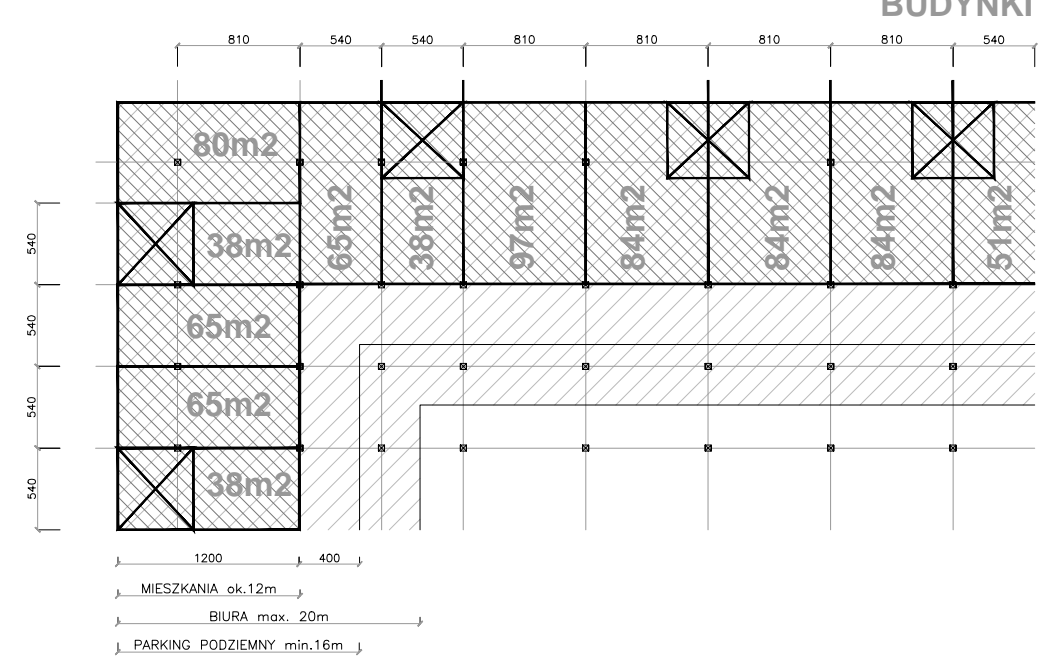 BUDYNKI
810 540 540 810 810 810 810 540
80m2
540 38m2 65m2 38m2 97m2 84m2 84m2 84m2 51m2
540 65m2
540 65m2
540 38m2
1200 400
MIESZKANIA ok.12m
BIURA max. 20m
PARKING PODZIEMNY min.16m